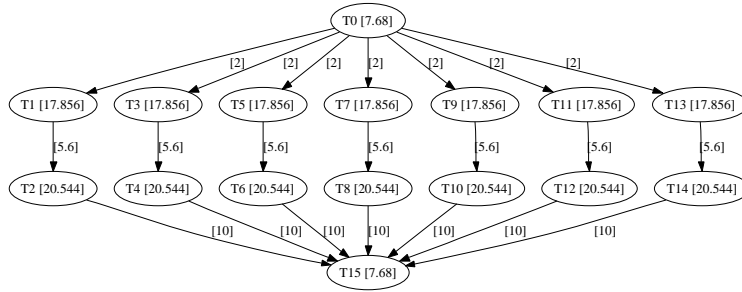 T0 [7.68]
[2] [2] [2] [2] [2] [2] [2]
T1 [17.856] T3 [17.856] T5 [17.856] T7 [17.856] T9 [17.856] T11 [17.856] T13 [17.856]
[5.6] [5.6] [5.6] [5.6] [5.6] [5.6] [5.6]
T2 [20.544] T4 [20.544] T6 [20.544] T8 [20.544] T10 [20.544] T12 [20.544] T14 [20.544]
[10] [10] [10] [10] [10] [10] [10]
T15 [7.68]